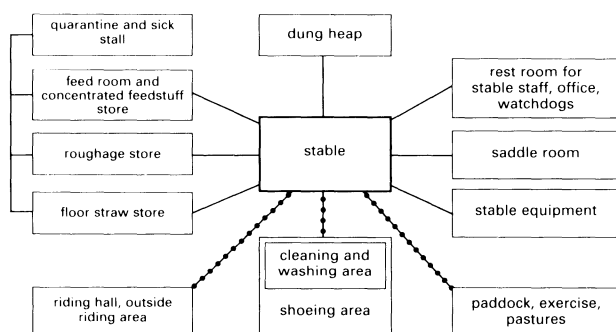 quarantine and sick
stall
dung heap
feed room and
concentrated feedstuff
store
rest room for
stable staff, office,
watchdogs
roughage store
stable
saddle room
floor straw store
stable equipment
cleaning and
washing area
shoeing area
riding hall, outside
riding area
paddock, exercise,
pastures